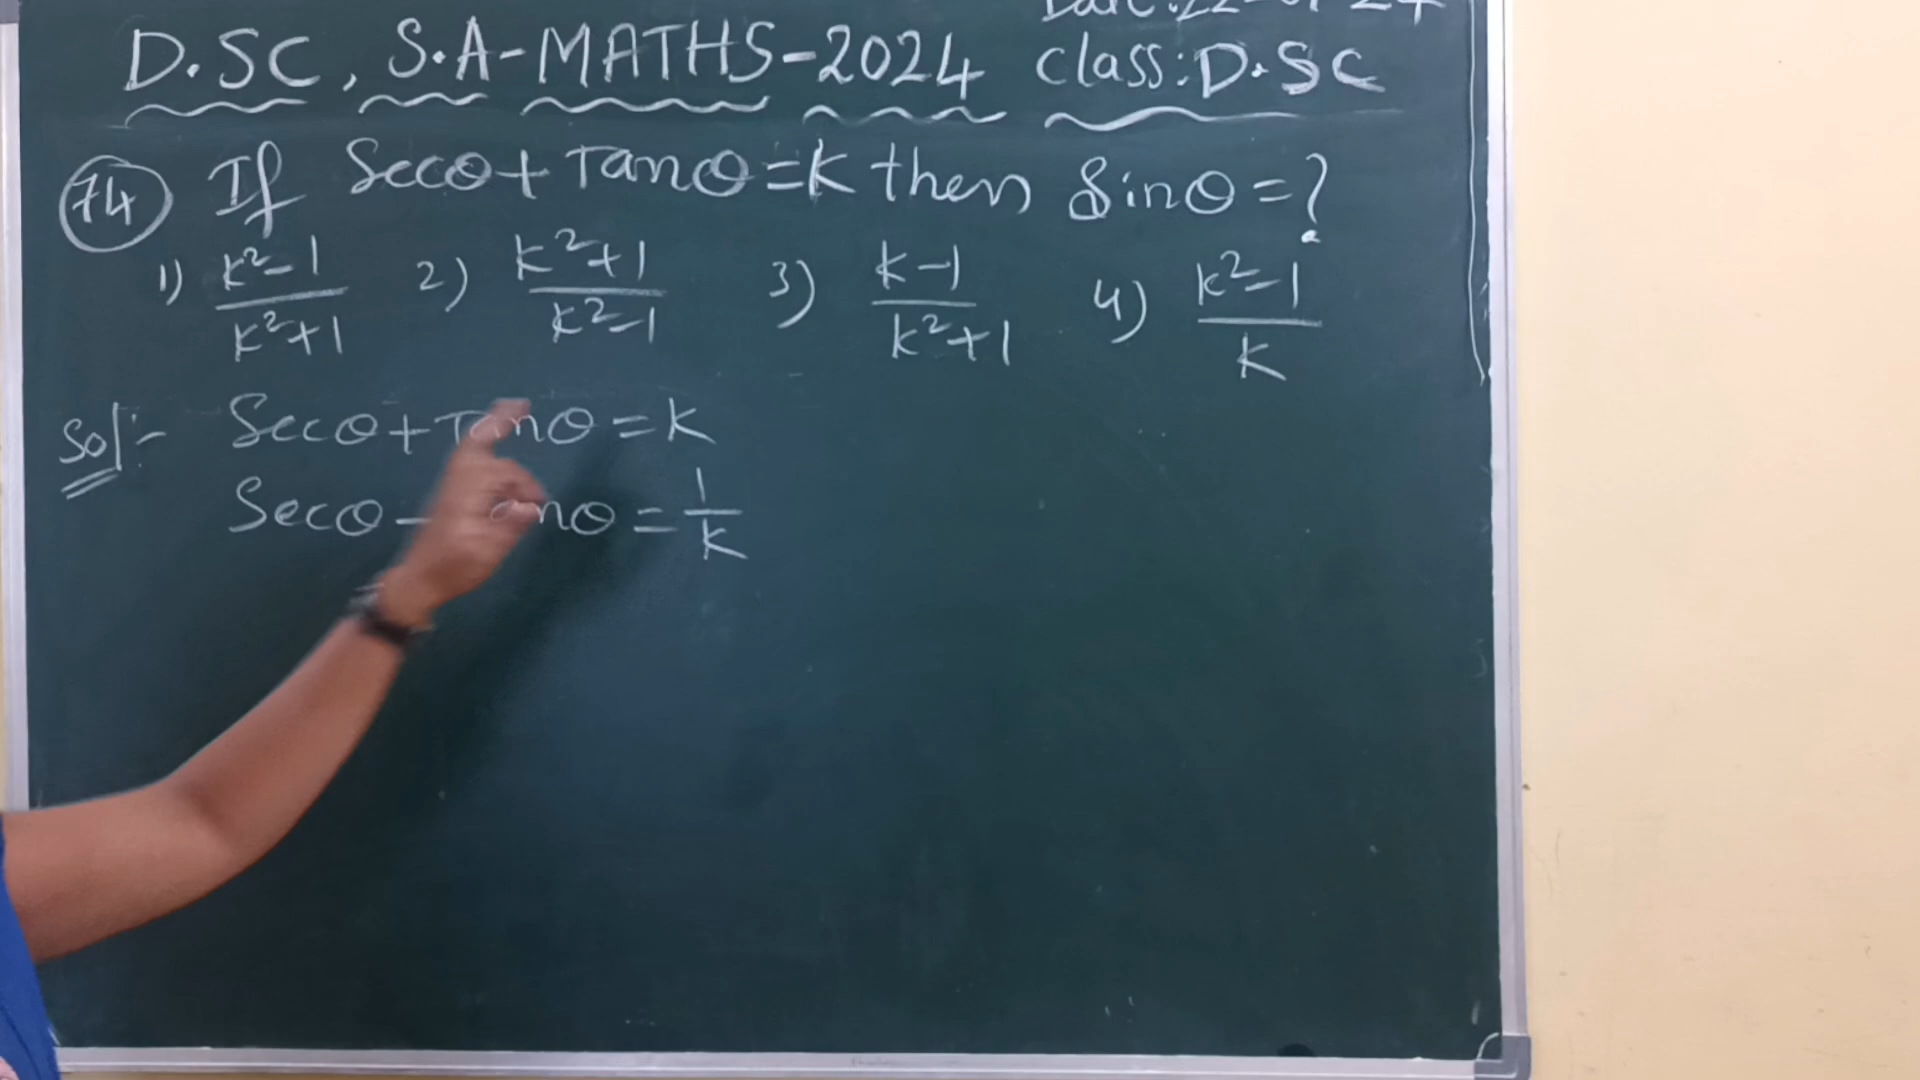 D.SC, S.A-MATHS-2024 class: D.SC
74 If Secθ+Tanθ=k then Sinθ=?
1) k²-1/k²+1 2) k²+1/k²-1 3) k-1/k²+1 4) k²-1/k
Sol:- Secθ+Tanθ=k
Secθ-Tanθ=1/k